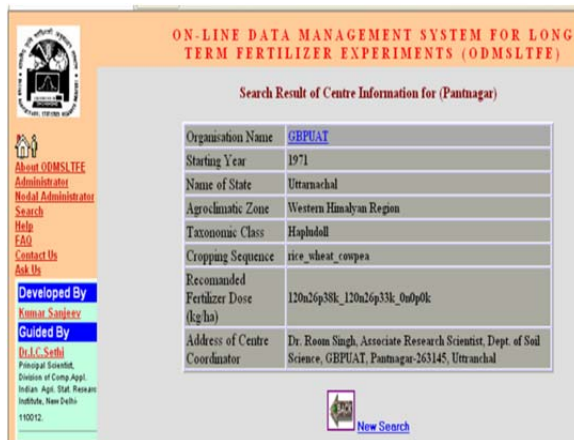 ON-LINE DATA MANAGEMENT SYSTEM FOR LONG
TERM FERTILIZER EXPERIMENTS (ODMSLTFE)
Search Result of Centre Information for (Pantnagar)
Organisation Name GBPUAT
Starting Year 1971
Name of State Uttarnachal
Agroclimatic Zone Western Himalyan Region
Taxonomic Class Hapludoll
Cropping Sequence rice_wheat_cowpea
Recomanded
Fertilizer Dose
(kg/ha)
120n26p38k_120n26p33k_0n0p0k
Address of Centre
Coordinator
Dr. Room Singh, Associate Research Scientist, Dept. of Soil
Science, GBPUAT, Pantnagar-263145, Uttranchal
New Search
About ODMSLTFE
Administrator
Nodal Administrator
Search
Help
FAQ
Contact Us
Ask Us
Developed By
Kumar Sanjeev
Guided By
Dr.I.C.Sethi
Principal Scientist,
Division of Comp.Appl.
Indian Agri. Stat. Researc
Institute, New Delhi-
110012.